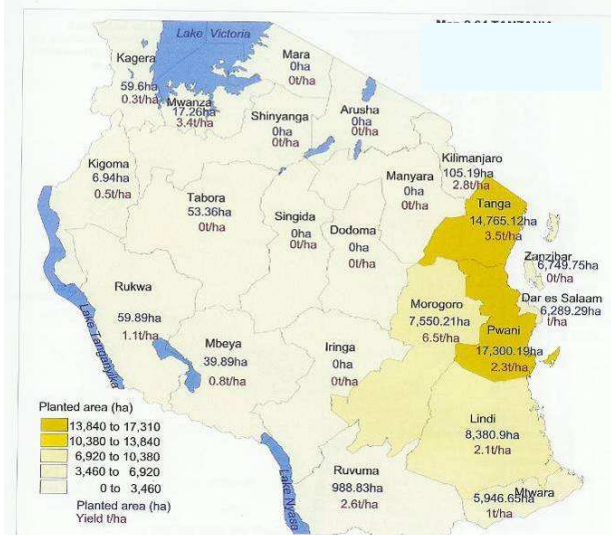 Lake Victoria
Kagera
59.6ha
0.3t/ha
Mwanza
17.26ha
3.4t/ha
Mara
0ha
0t/ha
Shinyanga
0ha
0t/ha
Arusha
0ha
0t/ha
Kigoma
6.94ha
0.5t/ha
Tabora
53.36ha
0t/ha
Singida
0ha
0t/ha
Dodoma
0ha
0t/ha
Manyara
0ha
0t/ha
Kilimanjaro
105.19ha
2.8t/ha
Tanga
14,765.12ha
3.5t/ha
Zanzibar
6,749.75ha
0t/ha
Dar es Salaam
6,289.29ha
t/ha
Morogoro
7,550.21ha
6.5t/ha
Pwani
17,300.19ha
2.3t/ha
Rukwa
59.89ha
1.1t/ha
Lake Tanganyika
Mbeya
39.89ha
0.8t/ha
Iringa
0ha
0t/ha
Lindi
8,380.9ha
2.1t/ha
Mtwara
5,946.65ha
1t/ha
Ruvuma
988.83ha
2.6t/ha
Lake Nyasa
Planted area (ha)
13,840 to 17,310
10,380 to 13,840
6,920 to 10,380
3,460 to 6,920
0 to 3,460
Planted area (ha)
Yield t/ha